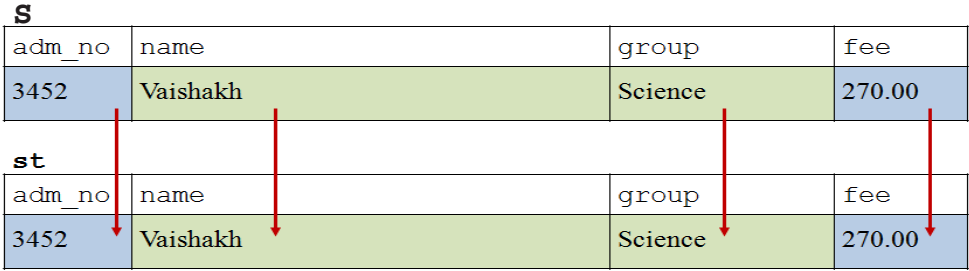 S
adm_no name group fee
3452 Vaishakh Science 270.00
st
adm_no name group fee
3452 Vaishakh Science 270.00